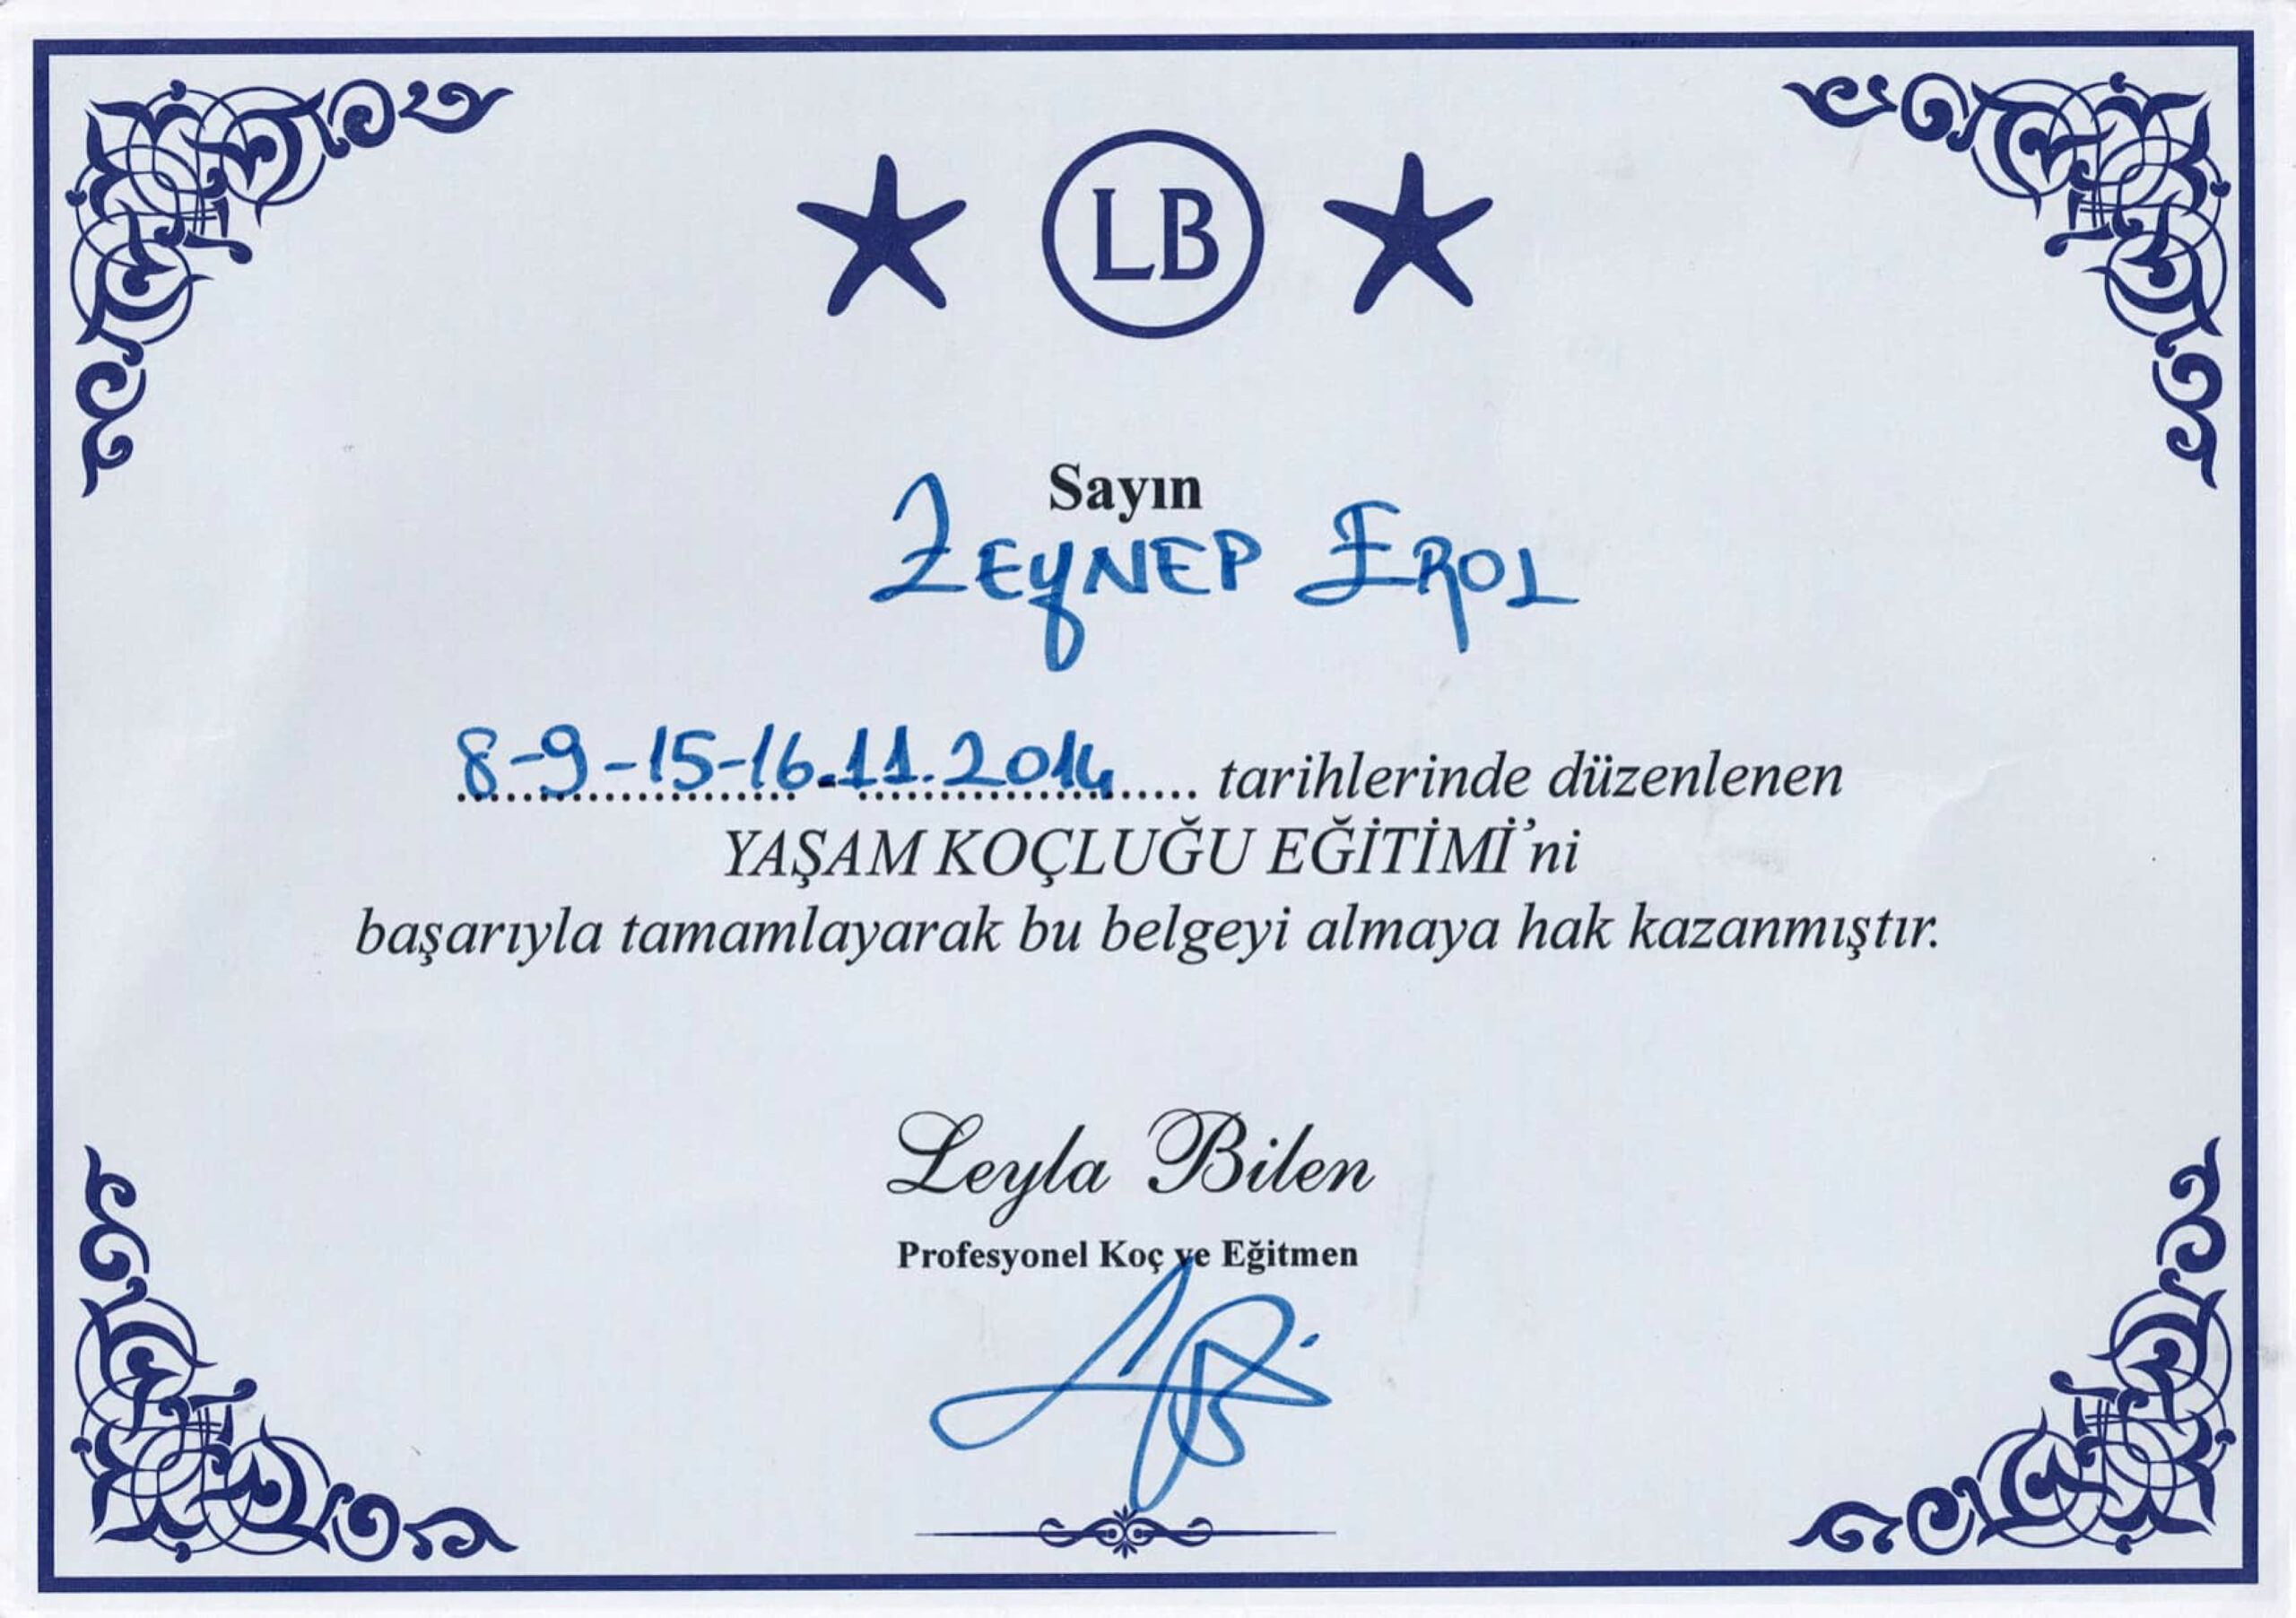 LB
Sayın
ZEYNEP EROL
8-9-15-16-11.2014 tarihlerinde düzenlenen
YAŞAM KOÇLUĞU EĞİTİMİ'ni
başarıyla tamamlayarak bu belgeyi almaya hak kazanmıştır.
Leyla Bilen
Profesyonel Koç ve Eğitmen